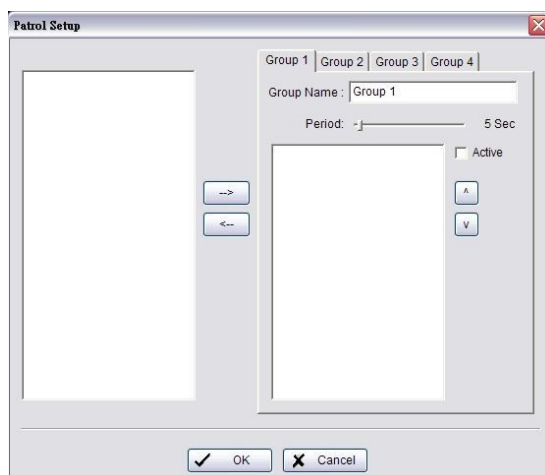 Patrol Setup
Group 1 Group 2 Group 3 Group 4
Group Name : Group 1
Period: 5 Sec
Active
-->
^
<--
v
OK Cancel